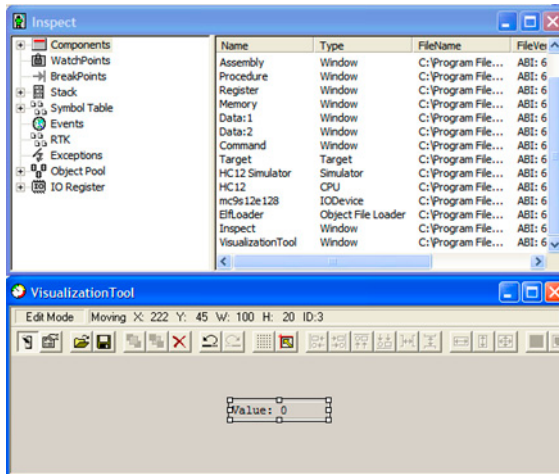 Inspect
Components
WatchPoints
BreakPoints
Stack
Symbol Table
Events
RTK
Exceptions
Object Pool
IO Register
Name Type FileName FileVer
Assembly Window C:\Program File... ABI: 6
Procedure Window C:\Program File... ABI: 6
Register Window C:\Program File... ABI: 6
Memory Window C:\Program File... ABI: 6
Data:1 Window C:\Program File... ABI: 6
Data:2 Window C:\Program File... ABI: 6
Command Window C:\Program File... ABI: 6
Target Target C:\Program File... ABI: 6
HC12 Simulator Simulator C:\Program File... ABI: 6
HC12 CPU C:\Program File... ABI: 6
mc9s12e128 IODevice C:\Program File... ABI: 6
ElfLoader Object File Loader C:\Program File... ABI: 6
Inspect Window C:\Program File... ABI: 6
VisualizationTool Window C:\Program File... ABI: 6
VisualizationTool
Edit Mode Moving X: 222 Y: 45 W: 100 H: 20 ID:3
Value: 0